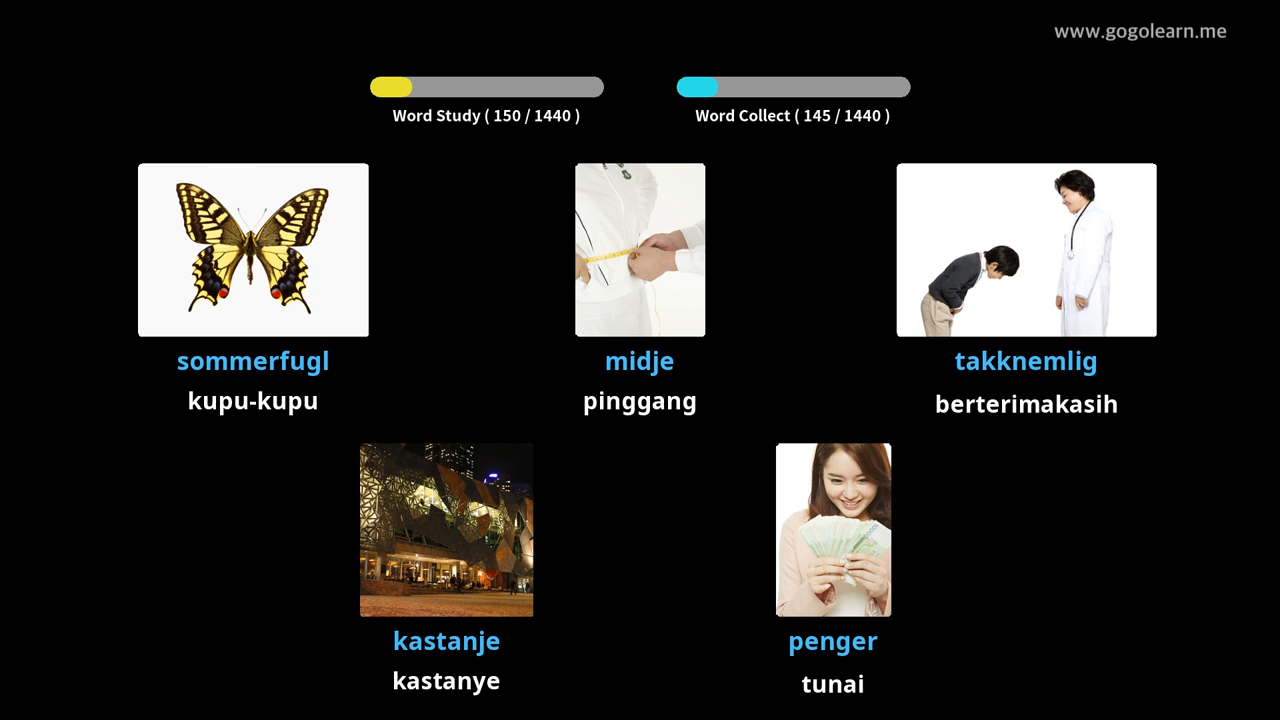 www.gogolearn.me
Word Study ( 150 / 1440 )
Word Collect ( 145 / 1440 )
sommerfugl
kupu-kupu
midje
pinggang
takknemlig
berterimakasih
kastanje
kastanye
penger
tunai